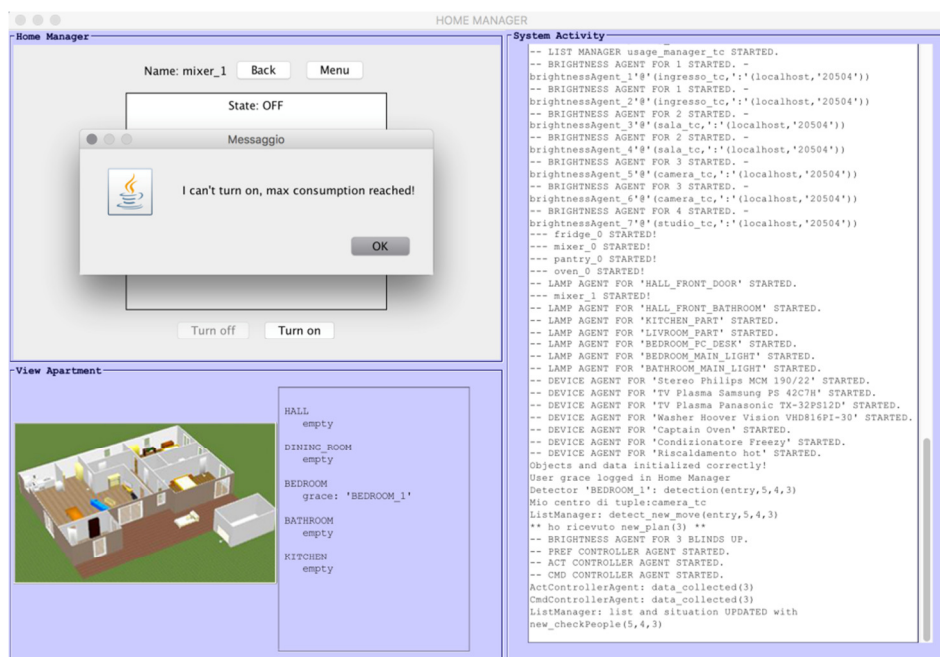 HOME MANAGER
Home Manager
Name: mixer_1 Back Menu
State: OFF
Messaggio
I can't turn on, max consumption reached!
OK
Turn off Turn on
View Apartment
HALL
empty
DINING_ROOM
empty
BEDROOM
grace: 'BEDROOM_1'
BATHROOM
empty
KITCHEN
empty
System Activity
-- LIST MANAGER usage_manager_tc STARTED.
-- BRIGHTNESS AGENT FOR 1 STARTED. -
brightnessAgent_1'@'(ingresso_tc,':'(localhost,'20504'))
-- BRIGHTNESS AGENT FOR 1 STARTED. -
brightnessAgent_2'@'(ingresso_tc,':'(localhost,'20504'))
-- BRIGHTNESS AGENT FOR 2 STARTED. -
brightnessAgent_3'@'(sala_tc,':'(localhost,'20504'))
-- BRIGHTNESS AGENT FOR 2 STARTED. -
brightnessAgent_4'@'(sala_tc,':'(localhost,'20504'))
-- BRIGHTNESS AGENT FOR 3 STARTED. -
brightnessAgent_5'@'(camera_tc,':'(localhost,'20504'))
-- BRIGHTNESS AGENT FOR 3 STARTED. -
brightnessAgent_6'@'(camera_tc,':'(localhost,'20504'))
-- BRIGHTNESS AGENT FOR 4 STARTED. -
brightnessAgent_7'@'(studio_tc,':'(localhost,'20504'))
--- fridge_0 STARTED!
--- mixer_0 STARTED!
--- pantry_0 STARTED!
--- oven_0 STARTED!
-- LAMP AGENT FOR 'HALL_FRONT_DOOR' STARTED.
--- mixer_1 STARTED!
-- LAMP AGENT FOR 'HALL_FRONT_BATHROOM' STARTED.
-- LAMP AGENT FOR 'KITCHEN_PART' STARTED.
-- LAMP AGENT FOR 'LIVROOM_PART' STARTED.
-- LAMP AGENT FOR 'BEDROOM_PC_DESK' STARTED.
-- LAMP AGENT FOR 'BEDROOM_MAIN_LIGHT' STARTED.
-- LAMP AGENT FOR 'BATHROOM_MAIN_LIGHT' STARTED.
-- DEVICE AGENT FOR 'Stereo Philips MCM 190/22' STARTED.
-- DEVICE AGENT FOR 'TV Plasma Samsung PS 42C7H' STARTED.
-- DEVICE AGENT FOR 'TV Plasma Panasonic TX-32PS12D' STARTED.
-- DEVICE AGENT FOR 'Washer Hoover Vision VHD816PI-30' STARTED.
-- DEVICE AGENT FOR 'Captain Oven' STARTED.
-- DEVICE AGENT FOR 'Condizionatore Freezy' STARTED.
-- DEVICE AGENT FOR 'Riscaldamento hot' STARTED.
Objects and data initialized correctly!
User grace logged in Home Manager
Detector 'BEDROOM_1': detection(entry,5,4,3)
Mio centro di tuple:camera_tc
ListManager: detect_new_move(entry,5,4,3)
** ho ricevuto new_plan(3) **
-- BRIGHTNESS AGENT FOR 3 BLINDS UP.
-- PREF CONTROLLER AGENT STARTED.
-- ACT CONTROLLER AGENT STARTED.
-- CMD CONTROLLER AGENT STARTED.
ActControllerAgent: data_collected(3)
CmdControllerAgent: data_collected(3)
ListManager: list and situation UPDATED with
new_checkPeople(5,4,3)